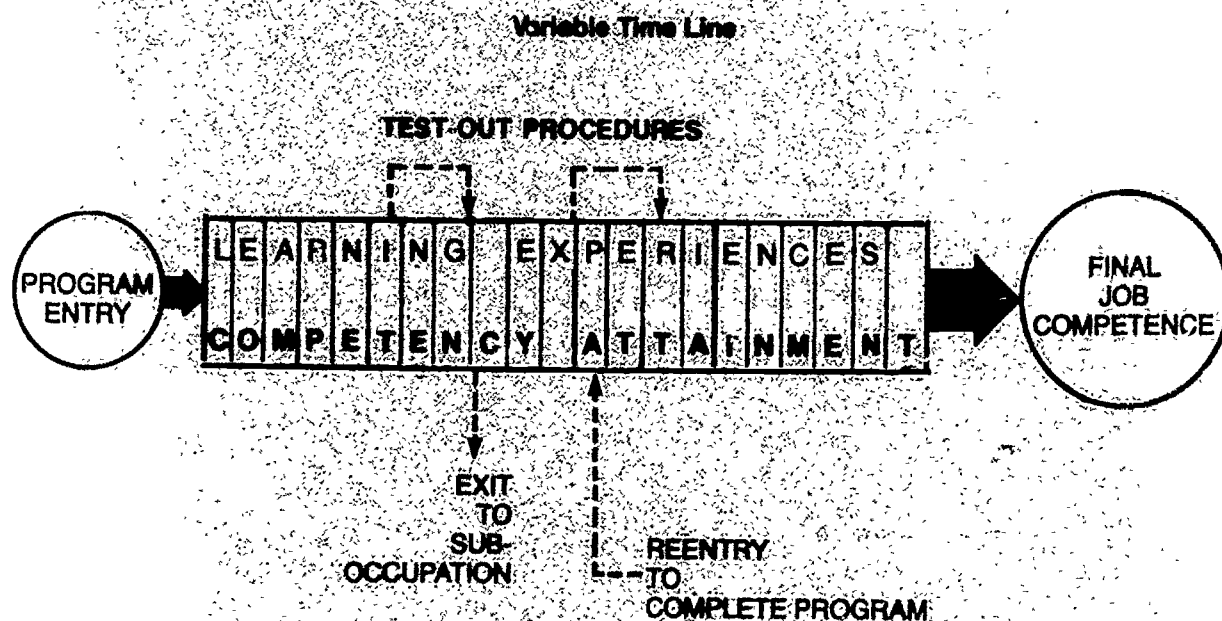 Variable Time Line
TEST-OUT PROCEDURES
LEARNING EXPERIENCES
PROGRAM
ENTRY
COMPETENCY ATTAINMENT
FINAL
JOB
COMPETENCE
EXIT
TO
SUB-
OCCUPATION
REENTRY
TO
COMPLETE PROGRAM